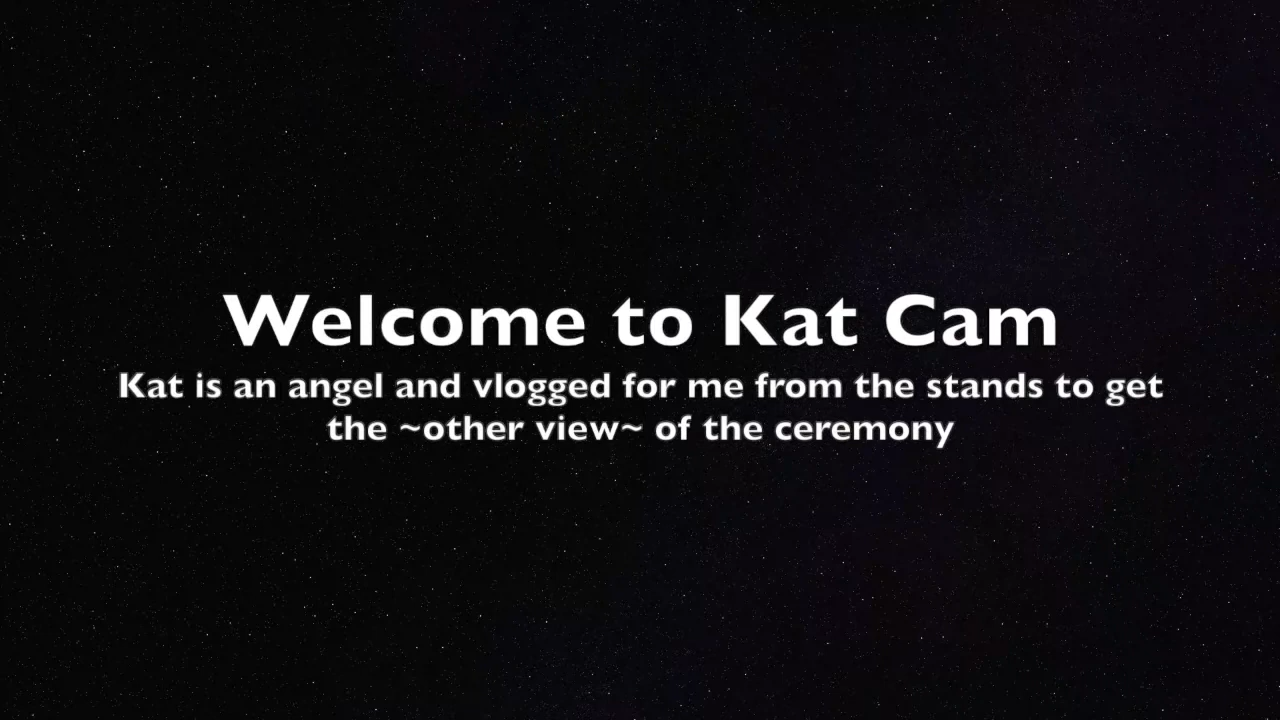 Welcome to Kat Cam
Kat is an angel and vlogged for me from the stands to get
the ~other view~ of the ceremony